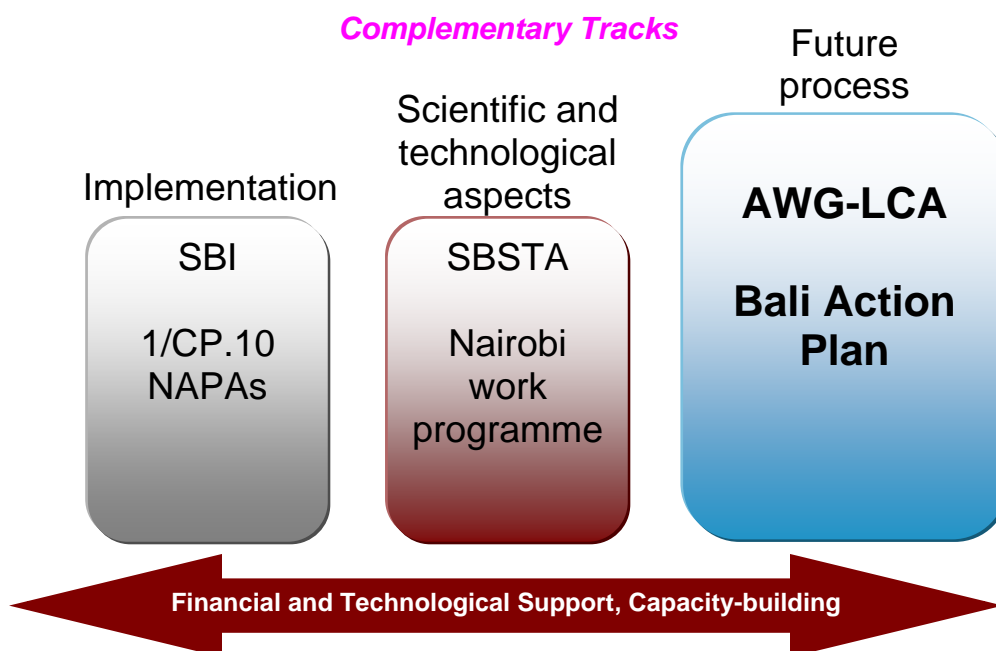 Complementary Tracks
Implementation
SBI
1/CP.10
NAPAs
Scientific and
technological
aspects
SBSTA
Nairobi
work
programme
Future
process
AWG-LCA
Bali Action
Plan
Financial and Technological Support, Capacity-building